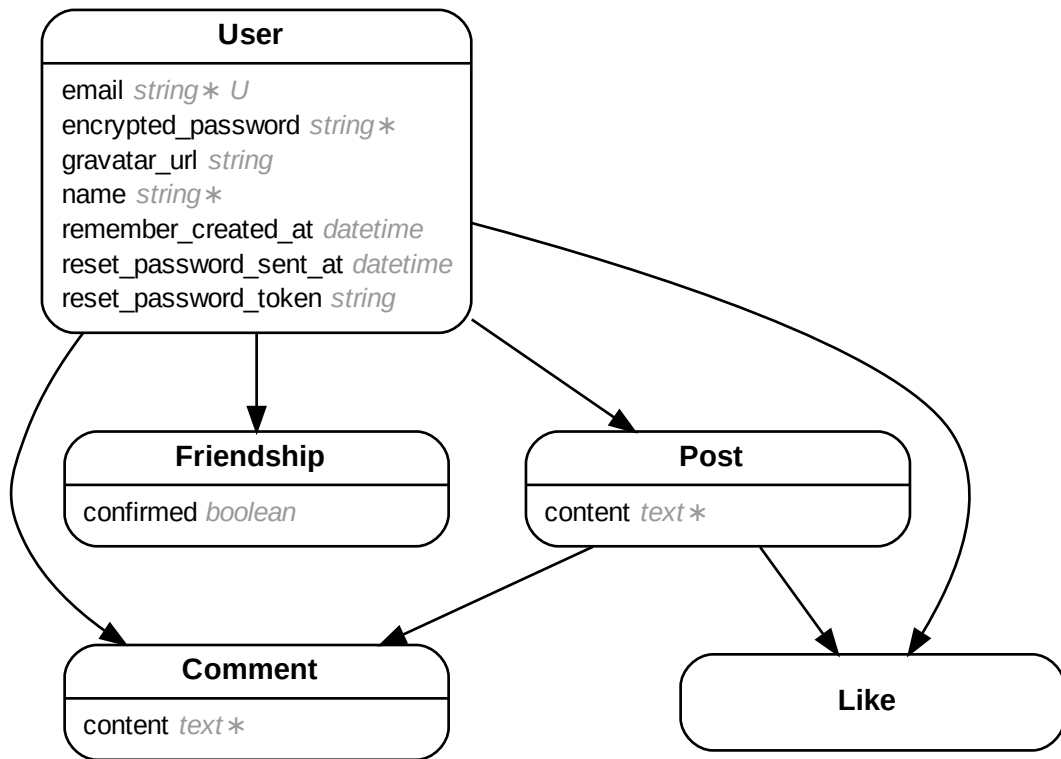 User
email string∗ U
encrypted_password string∗
gravatar_url string
name string∗
remember_created_at datetime
reset_password_sent_at datetime
reset_password_token string
Friendship
confirmed boolean
Post
content text∗
Comment
content text∗
Like